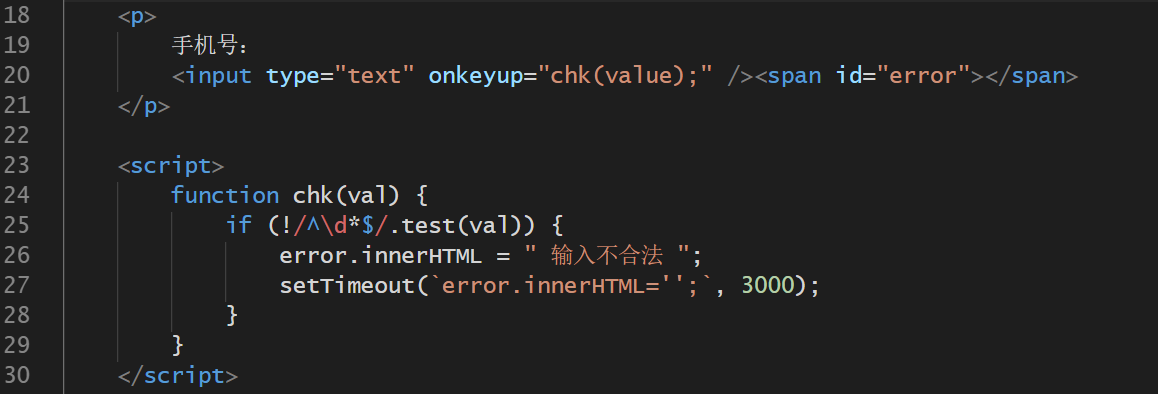 18 <p>
19 手机号：
20 <input type="text" onkeyup="chk(value);" /><span id="error"></span>
21 </p>
22
23 <script>
24 function chk(val) {
25 if (!/^\d*$/.test(val)) {
26 error.innerHTML = " 输入不合法 ";
27 setTimeout(`error.innerHTML='';`, 3000);
28 }
29 }
30 </script>